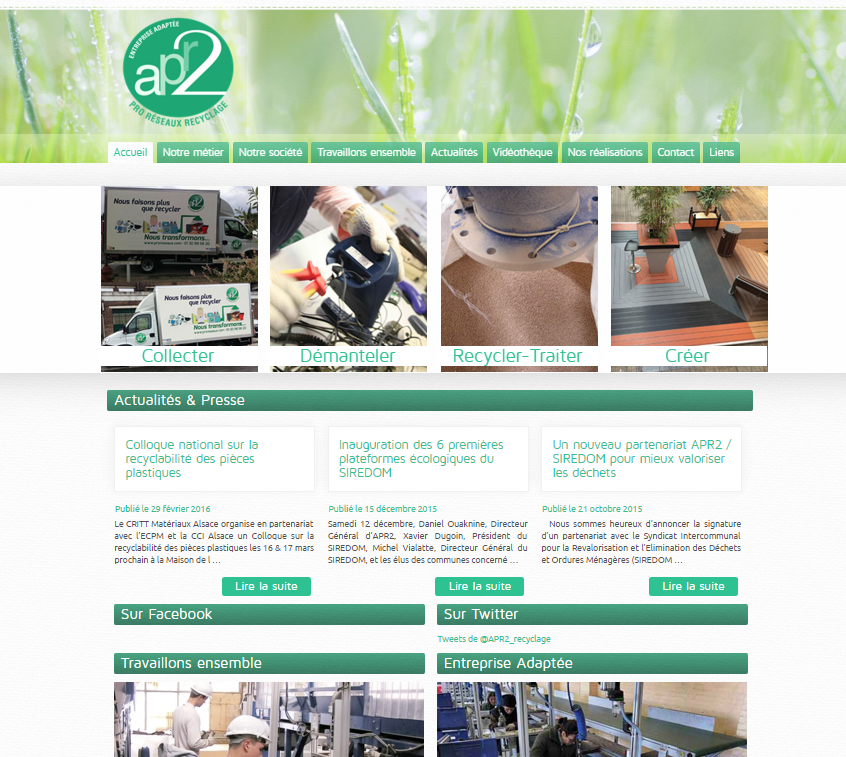 ENTREPRISE ADAPTÉE
apr2
PRO RÉSEAUX RECYCLAGE
Accueil
Notre métier
Notre société
Travaillons ensemble
Actualités
Vidéothèque
Nos réalisations
Contact
Liens
Nous faisons plus
que recycler
Nous transformons...
Nous faisons plus
que recycler
Nous transformons...
Collecter
Démanteler
Recycler-Traiter
Créer
Actualités & Presse
Colloque national sur la
recyclabilité des pièces
plastiques
Publié le 29 février 2016
Le CRITT Matériaux Alsace organise en partenariat
avec l'ECPM et la CCI Alsace un Colloque sur la
recyclabilité des pièces plastiques les 16 & 17 mars
prochain à la Maison de l …
Lire la suite
Inauguration des 6 premières
plateformes écologiques du
SIREDOM
Publié le 15 décembre 2015
Samedi 12 décembre, Daniel Ouaknine, Directeur
Général d'APR2, Xavier Dugoin, Président du
SIREDOM, Michel Vialatte, Directeur Général du
SIREDOM, et les élus des communes concerné …
Lire la suite
Un nouveau partenariat APR2 /
SIREDOM pour mieux valoriser
les déchets
Publié le 21 octobre 2015
Nous sommes heureux d'annoncer la signature
d'un partenariat avec le Syndicat Intercommunal
pour la Revalorisation et l'Elimination des Déchets
et Ordures Ménagères (SIREDOM …
Lire la suite
Sur Facebook
Sur Twitter
Tweets de @APR2_recyclage
Travaillons ensemble
Entreprise Adaptée